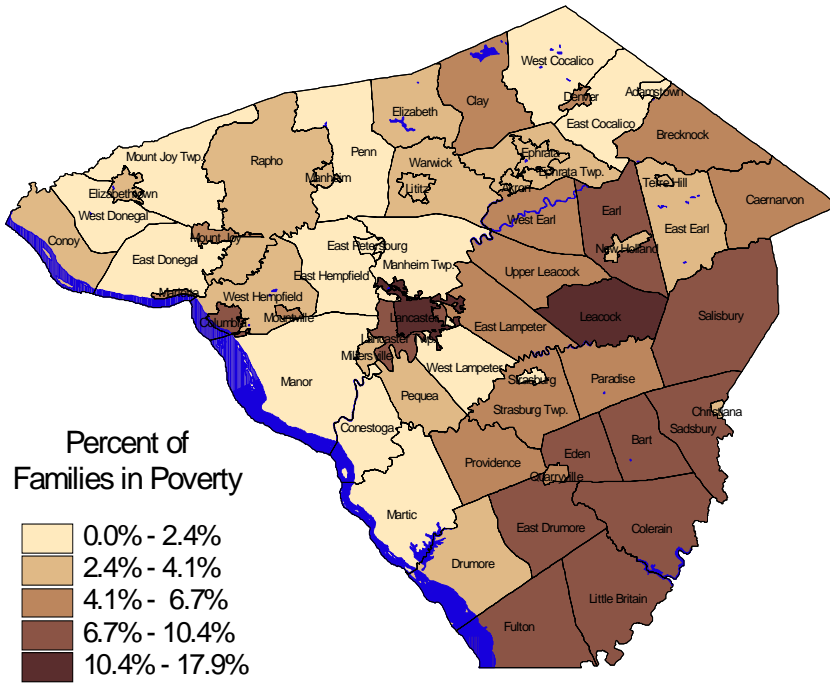 West Cocalico
Adamstown
Denver
Clay
Elizabeth
East Cocalico
Brecknock
Mount Joy Twp.
Rapho
Penn
Warwick
Ephrata
Ephrata Twp.
Manheim
Lititz
Akron
Terre Hill
Elizabethtown
West Donegal
West Earl
Earl
Caernarvon
East Earl
Conoy
Mount Joy
East Petersburg
New Holland
East Donegal
East Hempfield
Manheim Twp.
Upper Leacock
Marietta
West Hempfield
Columbia
Mountville
Lancaster
East Lampeter
Leacock
Salisbury
Lancaster Twp.
Millersville
West Lampeter
Manor
Strasburg
Paradise
Pequea
Strasburg Twp.
Christiana
Conestoga
Sadsbury
Bart
Eden
Providence
Quarryville
Martic
East Drumore
Colerain
Drumore
Little Britain
Fulton
Percent of
Families in Poverty
0.0% - 2.4%
2.4% - 4.1%
4.1% - 6.7%
6.7% - 10.4%
10.4% - 17.9%